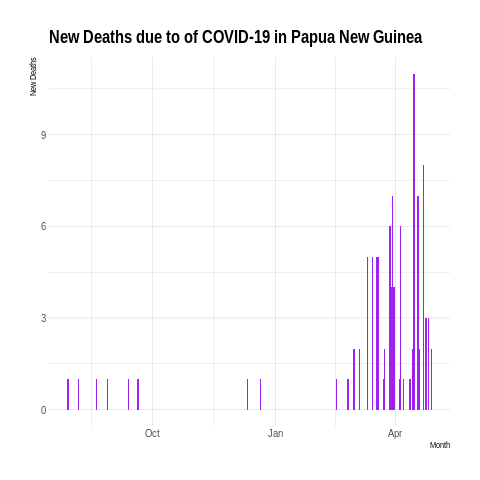 New Deaths due to of COVID-19 in Papua New Guinea
New Deaths
9
6
3
0
Oct Jan Apr
Month